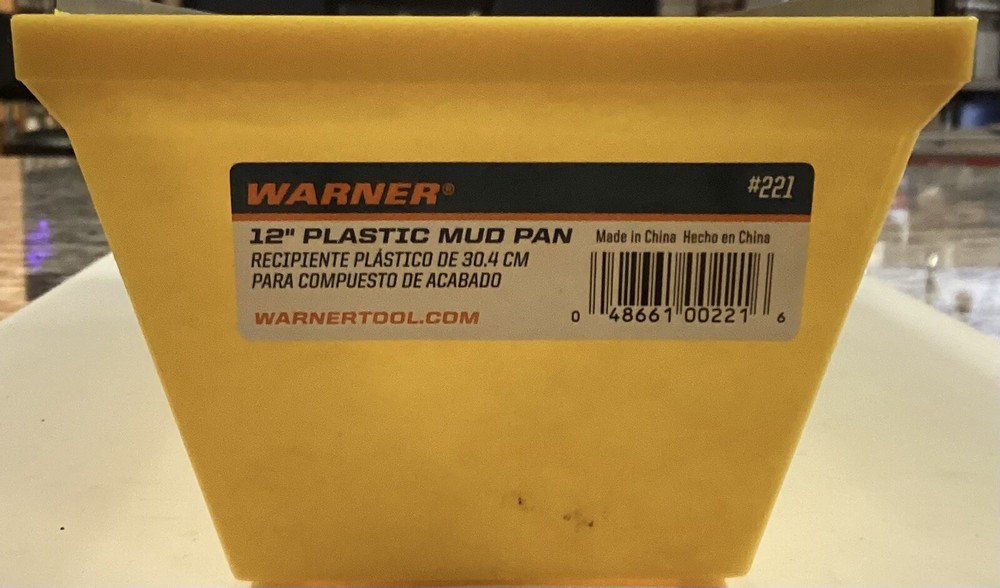 WARNER®
#221
12" PLASTIC MUD PAN
RECIPIENTE PLÁSTICO DE 30.4 CM
PARA COMPUESTO DE ACABADO
WARNERTOOL.COM
Made in China Hecho en China
0 48661 00221 6